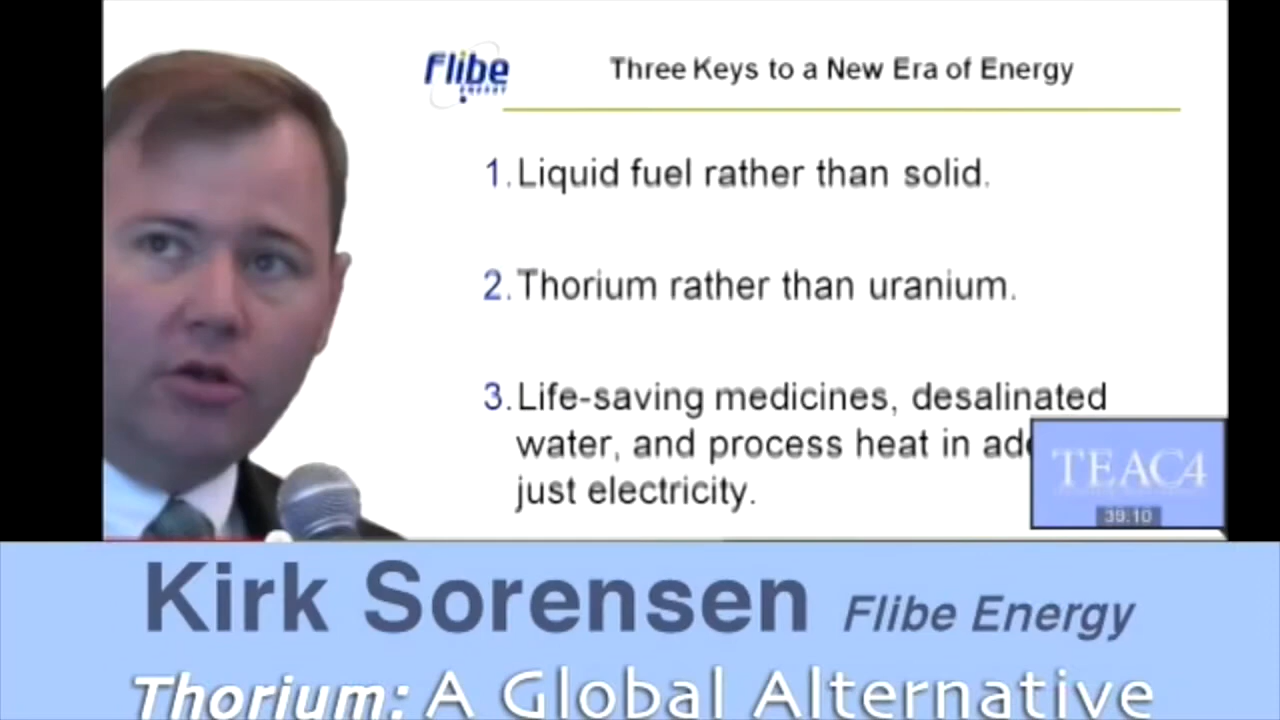 Flibe
ENERGY
Three Keys to a New Era of Energy
1. Liquid fuel rather than solid.
2. Thorium rather than uranium.
3. Life-saving medicines, desalinated
water, and process heat in ad
just electricity.
TEAC4
39:10
Kirk Sorensen Flibe Energy
Thorium: A Global Alternative